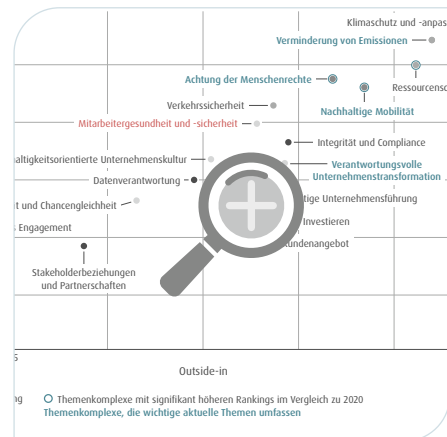 Klimaschutz und -anpas
Verminderung von Emissionen
Achtung der Menschenrechte
Ressourcensc
Verkehrssicherheit
Nachhaltige Mobilität
Mitarbeitergesundheit und -sicherheit
Integrität und Compliance
haltigkeitsorientierte Unternehmenskultur
Verantwortungsvolle
Unternehmenstransformation
Datenverantwortung
tige Unternehmensführung
t und Chancengleichheit
Investieren
Engagement
undenangebot
Stakeholderbeziehungen
und Partnerschaften
Outside-in
ng
Themenkomplexe mit signifikant höheren Rankings im Vergleich zu 2020
Themenkomplexe, die wichtige aktuelle Themen umfassen